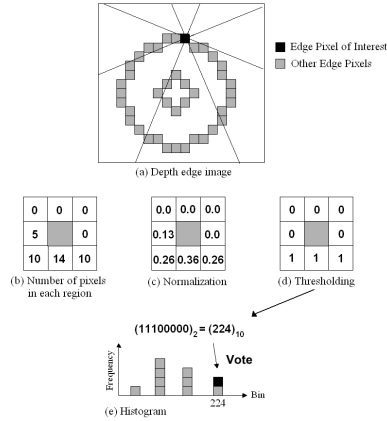 Edge Pixel of Interest
Other Edge Pixels
(a) Depth edge image
0 0 0
5 0
10 14 10
(b) Number of pixels
in each region
0.0 0.0 0.0
0.13 0.0
0.26 0.36 0.26
(c) Normalization
0 0 0
0 0
1 1 1
(d) Thresholding
(11100000)2 = (224)10
Vote
Frequency
Bin
224
(e) Histogram